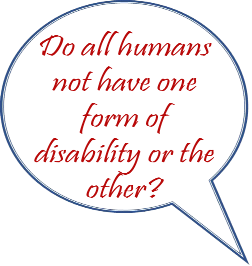 Do all humans
not have one
form of
disability or the
other?